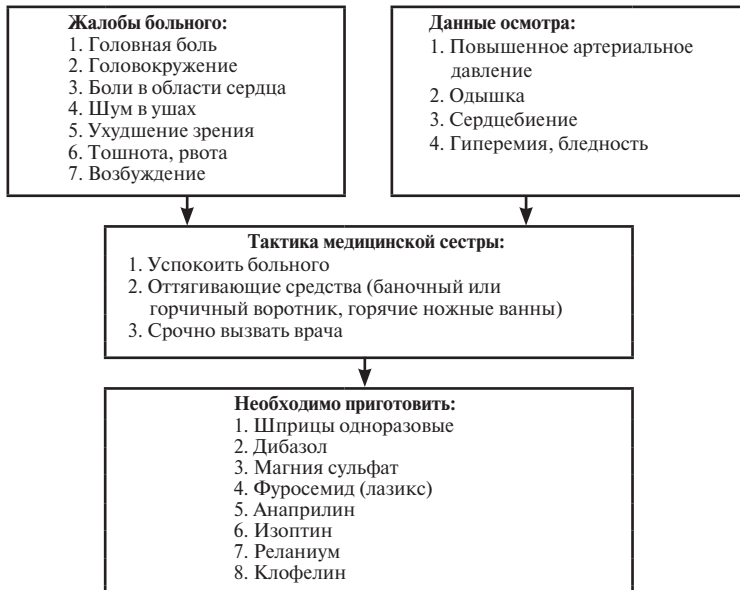 Жалобы больного:
1. Головная боль
2. Головокружение
3. Боли в области сердца
4. Шум в ушах
5. Ухудшение зрения
6. Тошнота, рвота
7. Возбуждение
Данные осмотра:
1. Повышенное артериальное
давление
2. Одышка
3. Сердцебиение
4. Гиперемия, бледность
Тактика медицинской сестры:
1. Успокоить больного
2. Оттягивающие средства (баночный или
горчичный воротник, горячие ножные ванны)
3. Срочно вызвать врача
Необходимо приготовить:
1. Шприцы одноразовые
2. Дибазол
3. Магния сульфат
4. Фуросемид (лазикс)
5. Анаприлин
6. Изоптин
7. Реланиум
8. Клофелин